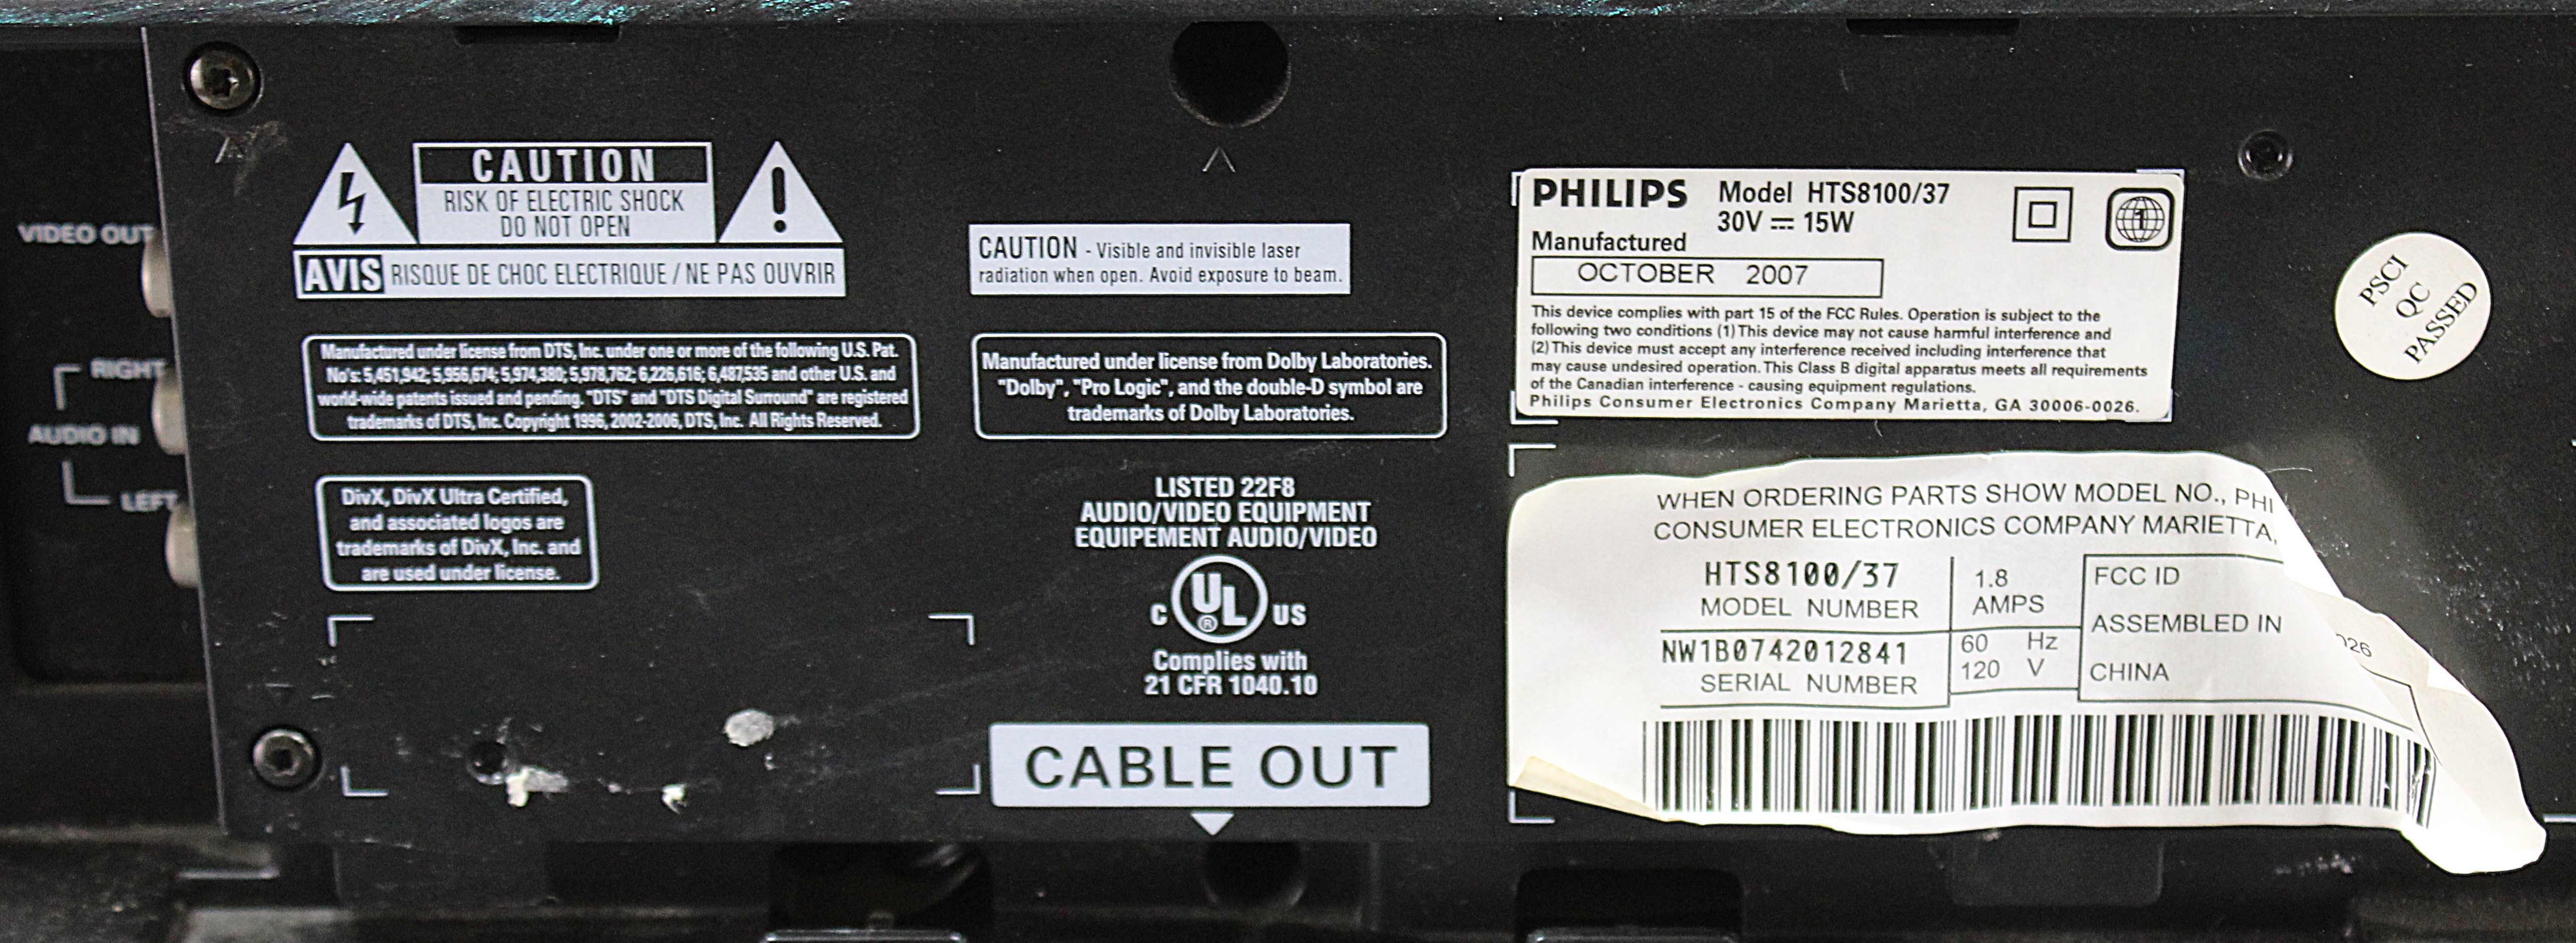 VIDEO OUT
RIGHT
AUDIO IN
LEFT
CAUTION
RISK OF ELECTRIC SHOCK
DO NOT OPEN
AVIS RISQUE DE CHOC ELECTRIQUE / NE PAS OUVRIR
Manufactured under license from DTS, Inc. under one or more of the following U.S. Pat.
No's: 5,451,942; 5,956,674; 5,974,380; 5,978,762; 6,226,616; 6,487,535 and other U.S. and
world-wide patents issued and pending. "DTS" and "DTS Digital Surround" are registered
trademarks of DTS, Inc. Copyright 1996, 2002-2006, DTS, Inc. All Rights Reserved.
DivX, DivX Ultra Certified,
and associated logos are
trademarks of DivX, Inc. and
are used under license.
CAUTION - Visible and invisible laser
radiation when open. Avoid exposure to beam.
Manufactured under license from Dolby Laboratories.
"Dolby", "Pro Logic", and the double-D symbol are
trademarks of Dolby Laboratories.
LISTED 22F8
AUDIO/VIDEO EQUIPMENT
EQUIPEMENT AUDIO/VIDEO
C UL ® US
Complies with
21 CFR 1040.10
CABLE OUT
PHILIPS Model HTS8100/37
30V ⎓ 15W
Manufactured
OCTOBER 2007
1
This device complies with part 15 of the FCC Rules. Operation is subject to the
following two conditions (1) This device may not cause harmful interference and
(2) This device must accept any interference received including interference that
may cause undesired operation. This Class B digital apparatus meets all requirements
of the Canadian interference - causing equipment regulations.
Philips Consumer Electronics Company Marietta, GA 30006-0026.
PSCI
QC
PASSED
WHEN ORDERING PARTS SHOW MODEL NO., PHI
CONSUMER ELECTRONICS COMPANY MARIETTA,
HTS8100/37
MODEL NUMBER
NW1B0742012841
SERIAL NUMBER
1.8
AMPS
60 Hz
120 V
FCC ID
ASSEMBLED IN
CHINA
026